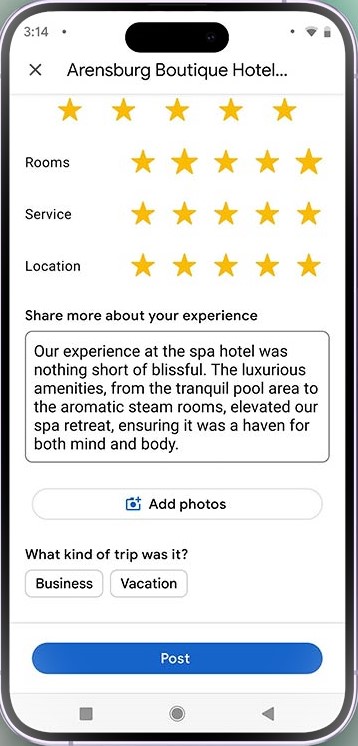 3:14
Arensburg Boutique Hotel...
Rooms
Service
Location
Share more about your experience
Our experience at the spa hotel was
nothing short of blissful. The luxurious
amenities, from the tranquil pool area to
the aromatic steam rooms, elevated our
spa retreat, ensuring it was a haven for
both mind and body.
Add photos
What kind of trip was it?
Business
Vacation
Post